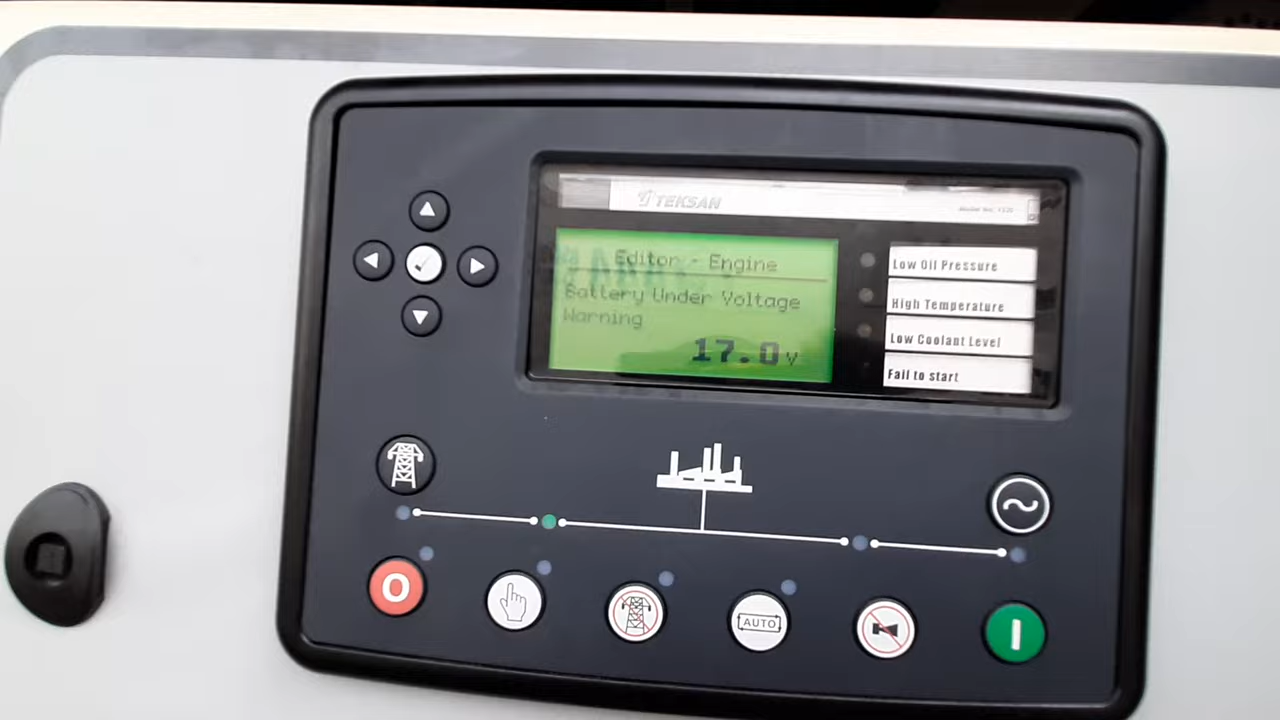 TEKSAN
Editor - Engine
Battery Under Voltage
Warning
17.0 V
Low Oil Pressure
High Temperature
Low Coolant Level
Fail to start
O
AUTO
I